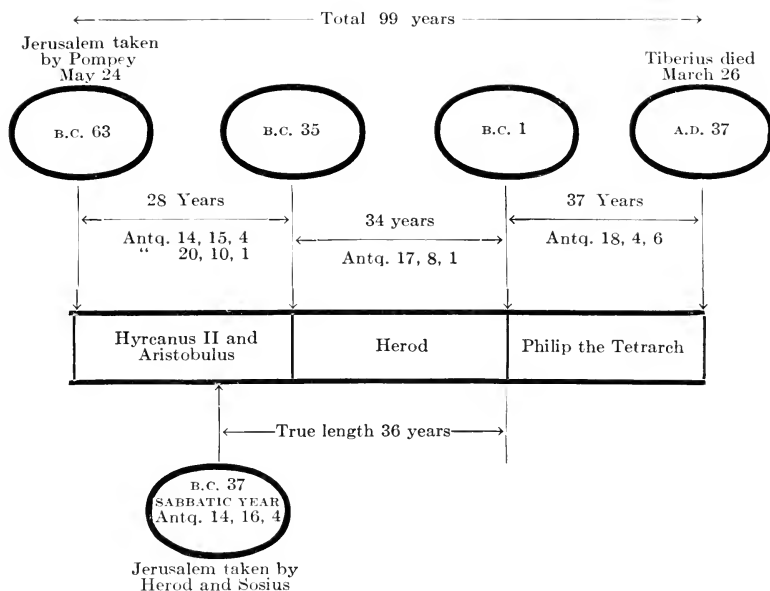 Total 99 years
Jerusalem taken
by Pompey
May 24
Tiberius died
March 26
B.C. 63
B.C. 35
B.C. 1
A.D. 37
28 Years
Antq. 14, 15, 4
“ 20, 10, 1
34 years
Antq. 17, 8, 1
37 Years
Antq. 18, 4, 6
Hyrcanus II and
Aristobulus
Herod
Philip the Tetrarch
True length 36 years
B.C. 37
SABBATIC YEAR
Antq. 14, 16, 4
Jerusalem taken by
Herod and Sosius